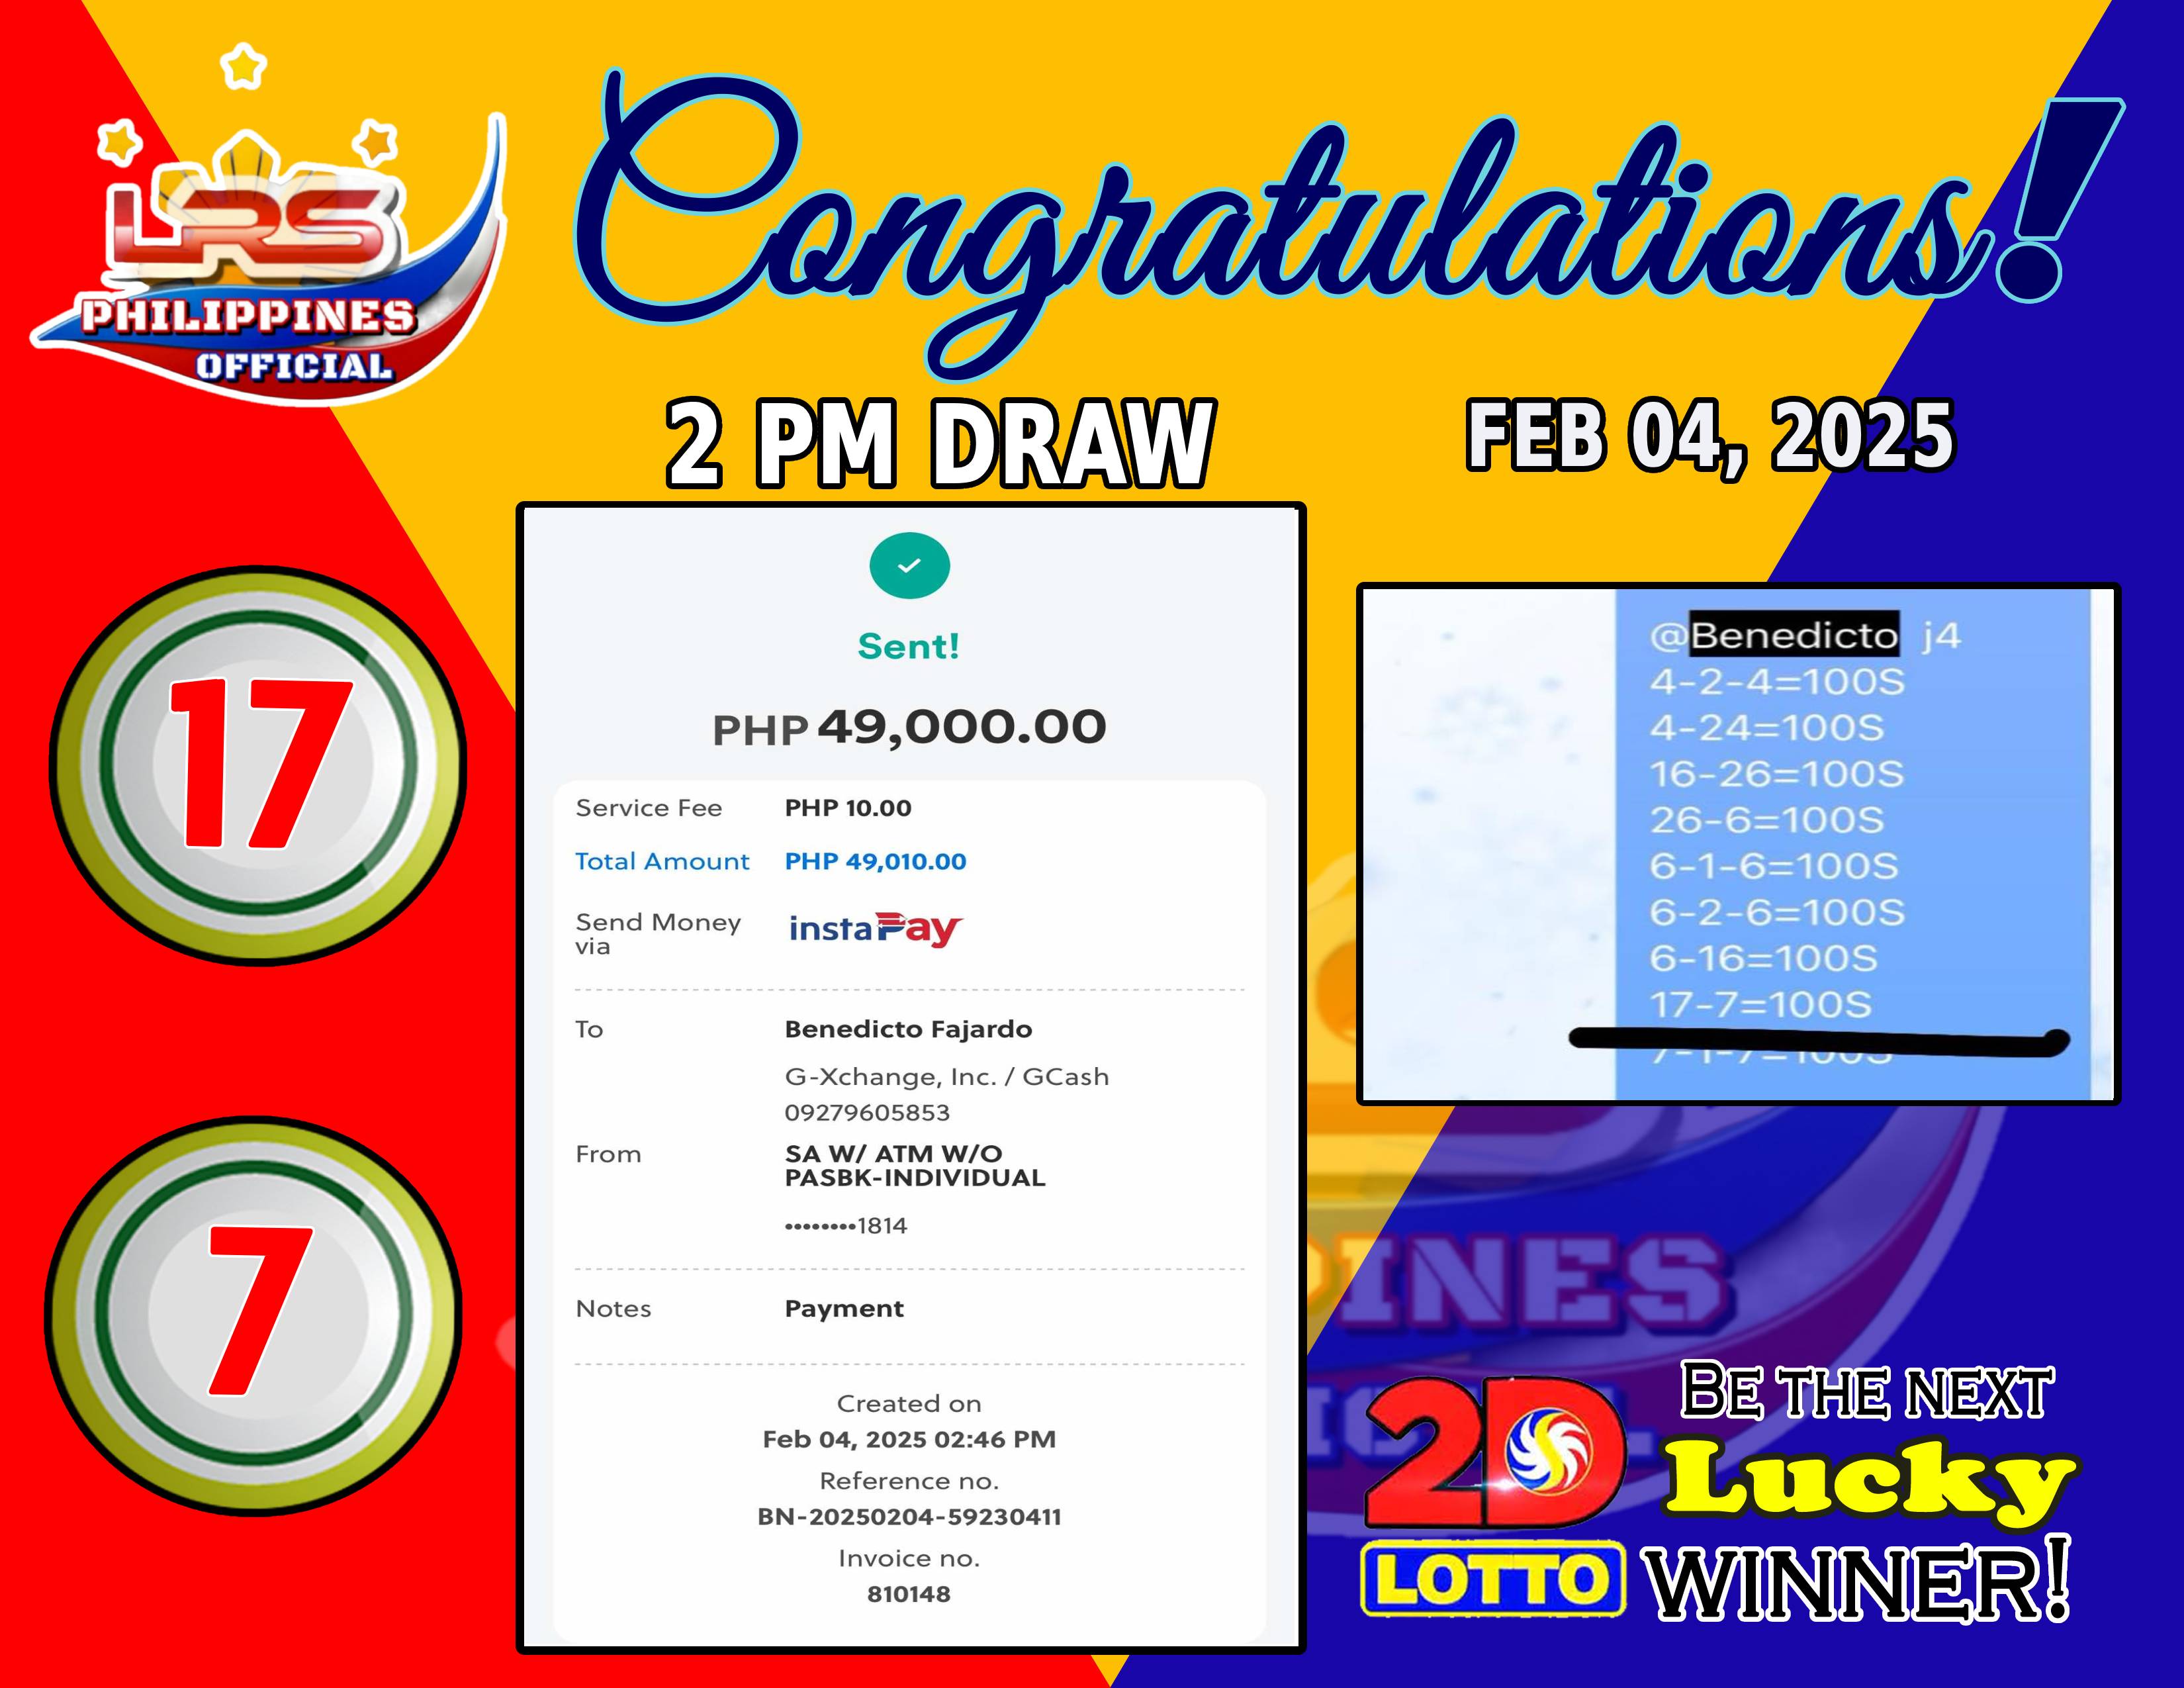 LRS
PHILIPPINES
OFFICIAL
Congratulations!
2 PM DRAW
FEB 04, 2025
17
7
Sent!
PHP 49,000.00
Service Fee PHP 10.00
Total Amount PHP 49,010.00
Send Money via instaPay
To Benedicto Fajardo
G-Xchange, Inc. / GCash
09279605853
From SA W/ ATM W/O
PASBK-INDIVIDUAL
••••••••1814
Notes Payment
Created on
Feb 04, 2025 02:46 PM
Reference no.
BN-20250204-59230411
Invoice no.
810148
@Benedicto j4
4-2-4=100S
4-24=100S
16-26=100S
26-6=100S
6-1-6=100S
6-2-6=100S
6-16=100S
17-7=100S
7-1-7=100S
PINES
2D
LOTTO
BE THE NEXT
Lucky
WINNER!